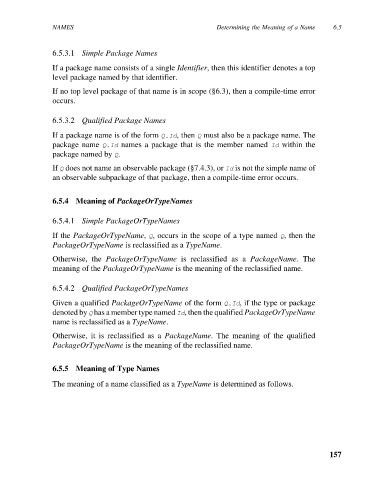 NAMES Determining the Meaning of a Name 6.5
6.5.3.1 Simple Package Names
If a package name consists of a single Identifier, then this identifier denotes a top
level package named by that identifier.
If no top level package of that name is in scope (§6.3), then a compile-time error
occurs.
6.5.3.2 Qualified Package Names
If a package name is of the form Q.Id, then Q must also be a package name. The
package name Q.Id names a package that is the member named Id within the
package named by Q.
If Q does not name an observable package (§7.4.3), or Id is not the simple name of
an observable subpackage of that package, then a compile-time error occurs.
6.5.4 Meaning of PackageOrTypeNames
6.5.4.1 Simple PackageOrTypeNames
If the PackageOrTypeName, Q, occurs in the scope of a type named Q, then the
PackageOrTypeName is reclassified as a TypeName.
Otherwise, the PackageOrTypeName is reclassified as a PackageName. The
meaning of the PackageOrTypeName is the meaning of the reclassified name.
6.5.4.2 Qualified PackageOrTypeNames
Given a qualified PackageOrTypeName of the form Q.Id, if the type or package
denoted by Q has a member type named Id, then the qualified PackageOrTypeName
name is reclassified as a TypeName.
Otherwise, it is reclassified as a PackageName. The meaning of the qualified
PackageOrTypeName is the meaning of the reclassified name.
6.5.5 Meaning of Type Names
The meaning of a name classified as a TypeName is determined as follows.
157